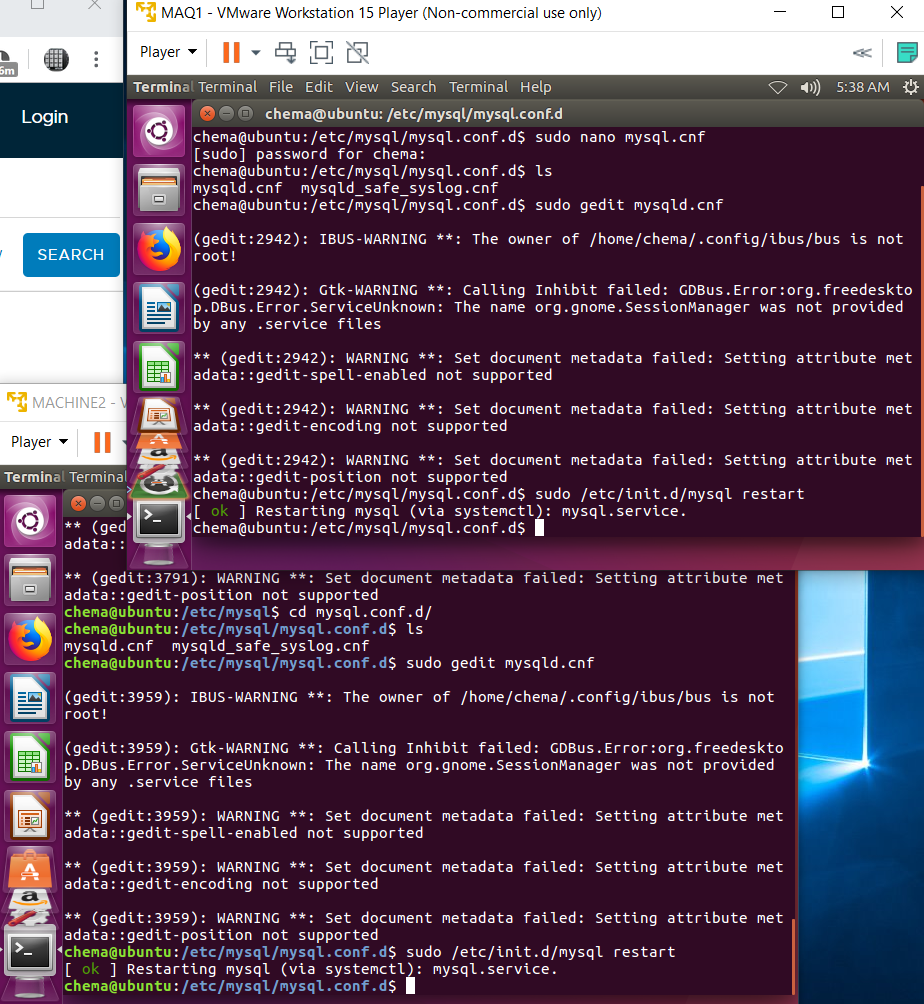 MAQ1 - VMware Workstation 15 Player (Non-commercial use only)
Player
Login
SEARCH
Terminal Terminal File Edit View Search Terminal Help 5:38 AM
chema@ubuntu: /etc/mysql/mysql.conf.d
chema@ubuntu:/etc/mysql/mysql.conf.d$ sudo nano mysql.cnf
[sudo] password for chema:
chema@ubuntu:/etc/mysql/mysql.conf.d$ ls
mysqld.cnf  mysqld_safe_syslog.cnf
chema@ubuntu:/etc/mysql/mysql.conf.d$ sudo gedit mysqld.cnf
(gedit:2942): IBUS-WARNING **: The owner of /home/chema/.config/ibus/bus is not
root!
(gedit:2942): Gtk-WARNING **: Calling Inhibit failed: GDBus.Error:org.freedeskto
p.DBus.Error.ServiceUnknown: The name org.gnome.SessionManager was not provided
by any .service files
** (gedit:2942): WARNING **: Set document metadata failed: Setting attribute met
adata::gedit-spell-enabled not supported
** (gedit:2942): WARNING **: Set document metadata failed: Setting attribute met
adata::gedit-encoding not supported
** (gedit:2942): WARNING **: Set document metadata failed: Setting attribute met
adata::gedit-position not supported
chema@ubuntu:/etc/mysql/mysql.conf.d$ sudo /etc/init.d/mysql restart
[ ok ] Restarting mysql (via systemctl): mysql.service.
chema@ubuntu:/etc/mysql/mysql.conf.d$
MACHINE2 - V
Player
Terminal Terminal
** (ged
adata::
** (gedit:3791): WARNING **: Set document metadata failed: Setting attribute met
adata::gedit-position not supported
chema@ubuntu:/etc/mysql$ cd mysql.conf.d/
chema@ubuntu:/etc/mysql/mysql.conf.d$ ls
mysqld.cnf  mysqld_safe_syslog.cnf
chema@ubuntu:/etc/mysql/mysql.conf.d$ sudo gedit mysqld.cnf
(gedit:3959): IBUS-WARNING **: The owner of /home/chema/.config/ibus/bus is not
root!
(gedit:3959): Gtk-WARNING **: Calling Inhibit failed: GDBus.Error:org.freedeskto
p.DBus.Error.ServiceUnknown: The name org.gnome.SessionManager was not provided
by any .service files
** (gedit:3959): WARNING **: Set document metadata failed: Setting attribute met
adata::gedit-spell-enabled not supported
** (gedit:3959): WARNING **: Set document metadata failed: Setting attribute met
adata::gedit-encoding not supported
** (gedit:3959): WARNING **: Set document metadata failed: Setting attribute met
adata::gedit-position not supported
chema@ubuntu:/etc/mysql/mysql.conf.d$ sudo /etc/init.d/mysql restart
[ ok ] Restarting mysql (via systemctl): mysql.service.
chema@ubuntu:/etc/mysql/mysql.conf.d$